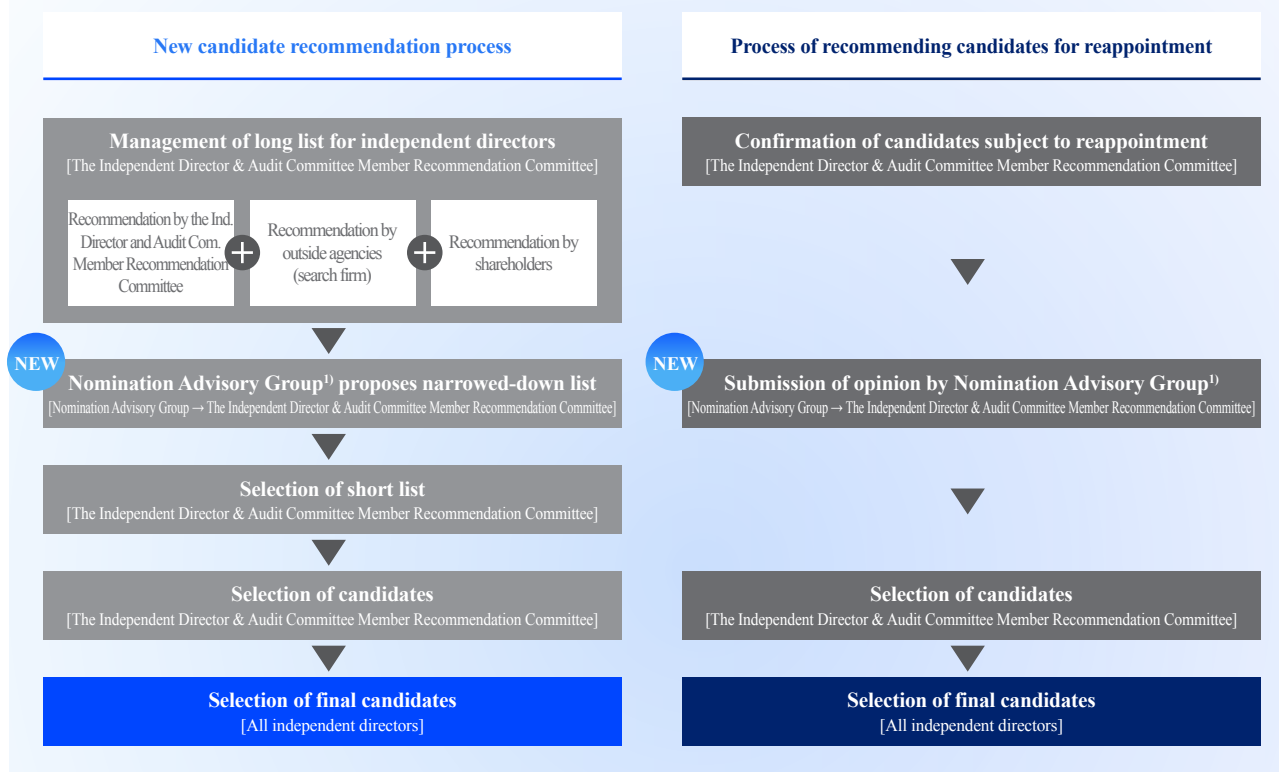 New candidate recommendation process
Management of long list for independent directors
[The Independent Director & Audit Committee Member Recommendation Committee]
Recommendation by the Ind.
Director and Audit Com.
Member Recommendation
Committee
+
Recommendation by
outside agencies
(search firm)
+
Recommendation by
shareholders
NEW
Nomination Advisory Group¹⁾ proposes narrowed-down list
[Nomination Advisory Group → The Independent Director & Audit Committee Member Recommendation Committee]
Selection of short list
[The Independent Director & Audit Committee Member Recommendation Committee]
Selection of candidates
[The Independent Director & Audit Committee Member Recommendation Committee]
Selection of final candidates
[All independent directors]
Process of recommending candidates for reappointment
Confirmation of candidates subject to reappointment
[The Independent Director & Audit Committee Member Recommendation Committee]
NEW
Submission of opinion by Nomination Advisory Group¹⁾
[Nomination Advisory Group → The Independent Director & Audit Committee Member Recommendation Committee]
Selection of candidates
[The Independent Director & Audit Committee Member Recommendation Committee]
Selection of final candidates
[All independent directors]